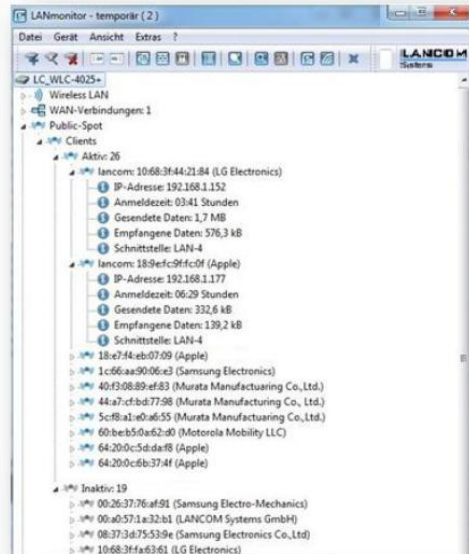 LANmonitor - temporär ( 2 )
Datei Gerät Ansicht Extras ?
LANCOM
Systems
LC_WLC-4025+
Wireless LAN
WAN-Verbindungen: 1
Public-Spot
Clients
Aktiv: 26
lancom: 10:68:3f:44:21:84 (LG Electronics)
IP-Adresse: 192.168.1.152
Anmeldezeit: 03:41 Stunden
Gesendete Daten: 1,7 MB
Empfangene Daten: 576,3 kB
Schnittstelle: LAN-4
lancom: 18:9e:fc:9f:fc:0f (Apple)
IP-Adresse: 192.168.1.177
Anmeldezeit: 06:29 Stunden
Gesendete Daten: 332,6 kB
Empfangene Daten: 139,2 kB
Schnittstelle: LAN-4
18:e7:f4:eb:07:09 (Apple)
1c:66:aa:90:06:e3 (Samsung Electronics)
40:f3:08:89:ef:83 (Murata Manufactuaring Co.,Ltd.)
44:a7:cf:bd:77:98 (Murata Manufacturing Co., Ltd.)
5c:f8:a1:e0:a6:55 (Murata Manufacturing Co., Ltd.)
60:be:b5:0a:62:d0 (Motorola Mobility LLC)
64:20:0c:5d:da:f8 (Apple)
64:20:0c:6b:37:4f (Apple)
Inaktiv: 19
00:26:37:76:af:91 (Samsung Electro-Mechanics)
00:a0:57:1a:32:b1 (LANCOM Systems GmbH)
08:37:3d:75:53:9e (Samsung Electronics Co.,Ltd)
10:68:3f:fa:63:61 (LG Electronics)